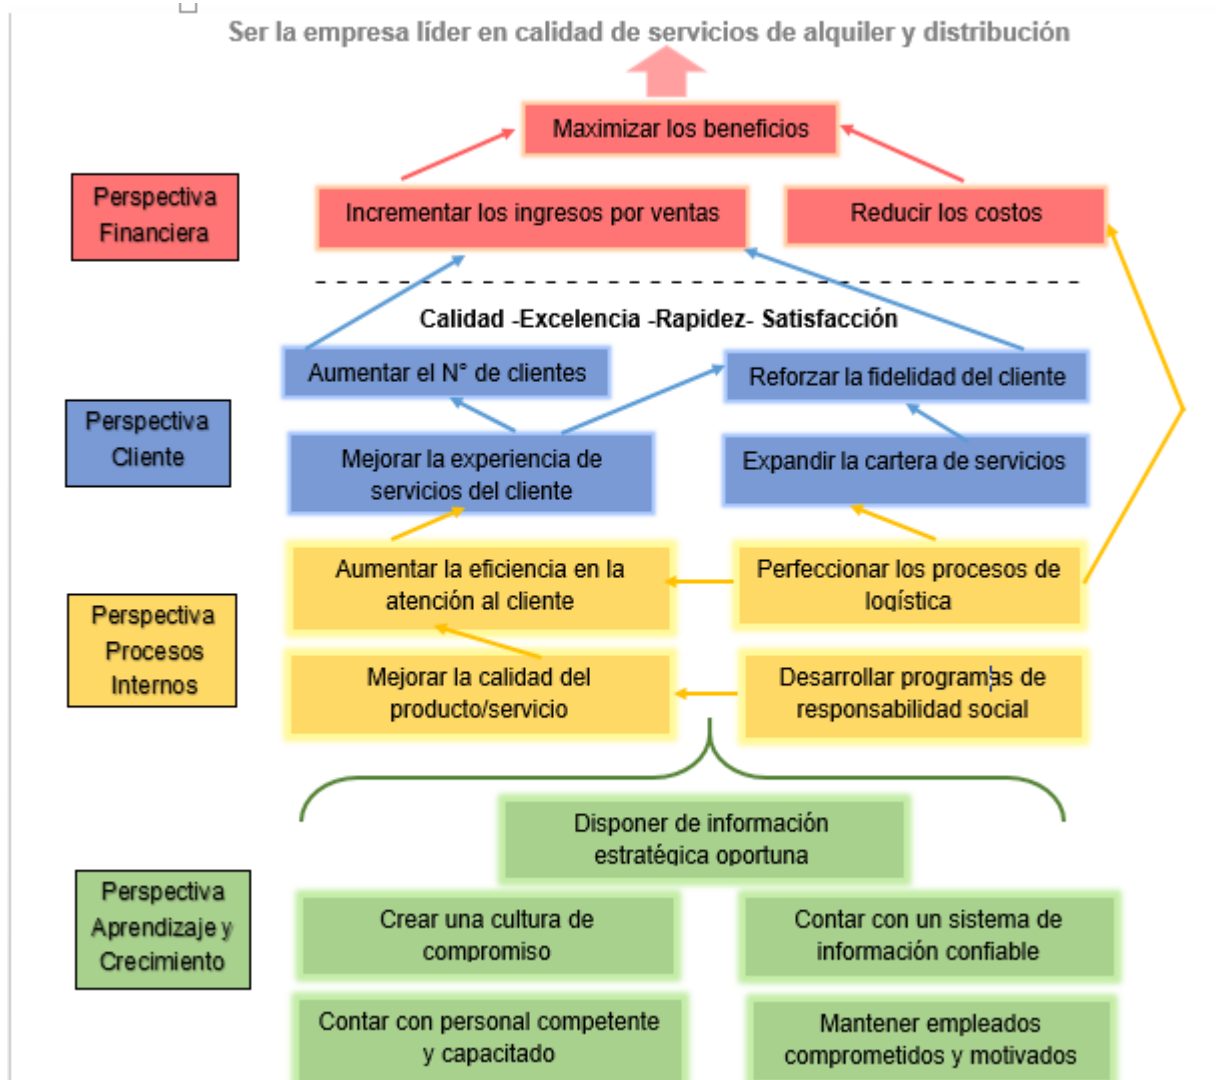 Ser la empresa líder en calidad de servicios de alquiler y distribución
Maximizar los beneficios
Perspectiva
Financiera
Incrementar los ingresos por ventas
Reducir los costos
Calidad -Excelencia -Rapidez- Satisfacción
Aumentar el N° de clientes
Reforzar la fidelidad del cliente
Perspectiva
Cliente
Mejorar la experiencia de
servicios del cliente
Expandir la cartera de servicios
Aumentar la eficiencia en la
atención al cliente
Perfeccionar los procesos de
logística
Perspectiva
Procesos
Internos
Mejorar la calidad del
producto/servicio
Desarrollar programas de
responsabilidad social
Disponer de información
estratégica oportuna
Perspectiva
Aprendizaje y
Crecimiento
Crear una cultura de
compromiso
Contar con un sistema de
información confiable
Contar con personal competente
y capacitado
Mantener empleados
comprometidos y motivados